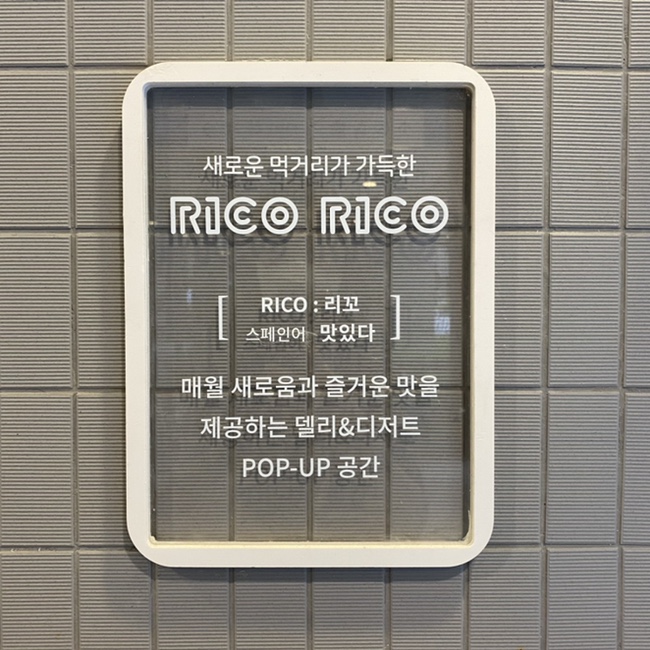 새로운 먹거리가 가득한
RICO RICO
[ RICO : 리꼬
스페인어 맛있다 ]
매월 새로움과 즐거운 맛을
제공하는 델리&디저트
POP-UP 공간